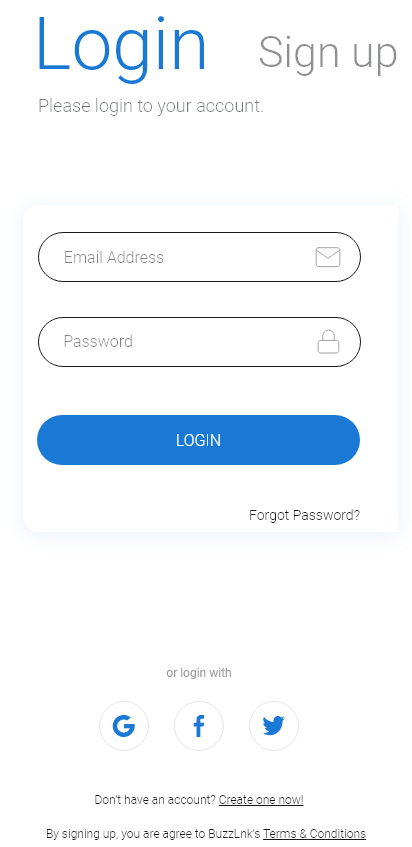 Login Sign up
Please login to your account.
Email Address
Password
LOGIN
Forgot Password?
or login with
Don't have an account? Create one now!
By signing up, you are agree to BuzzLnk's Terms & Conditions